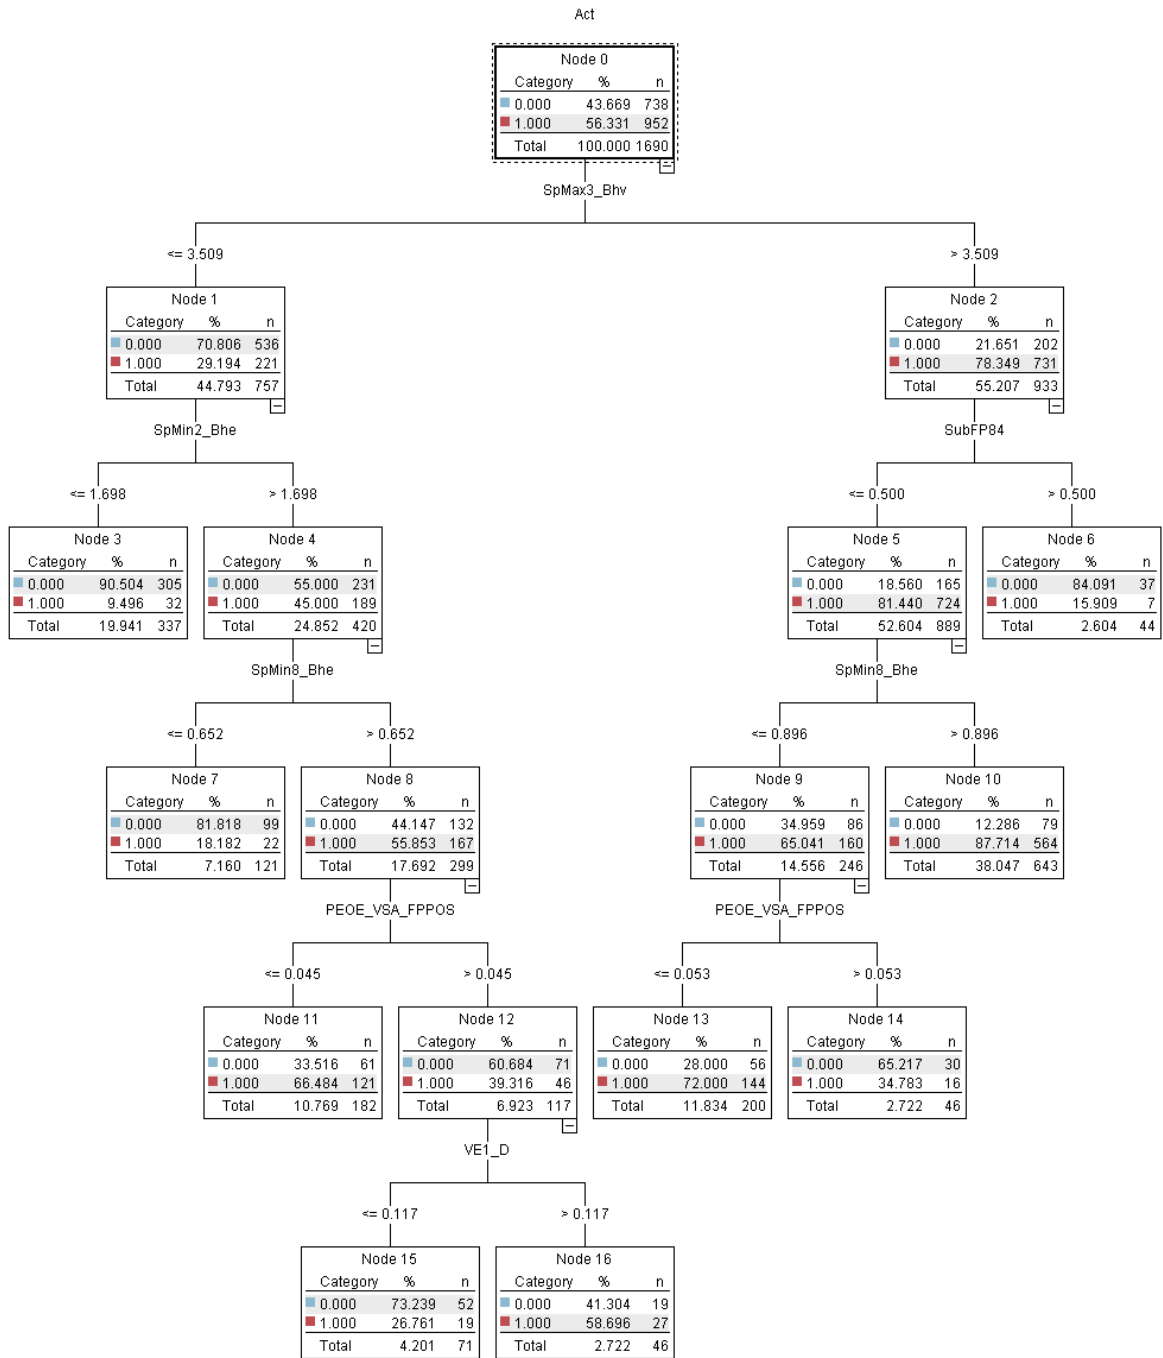 Act
Node 0
Category % n
0.000 43.669 738
1.000 56.331 952
Total 100.000 1690
SpMax3_Bhv
<= 3.509
> 3.509
Node 1
Category % n
0.000 70.806 536
1.000 29.194 221
Total 44.793 757
Node 2
Category % n
0.000 21.651 202
1.000 78.349 731
Total 55.207 933
SpMin2_Bhe
SubFP84
<= 1.698
> 1.698
<= 0.500
> 0.500
Node 3
Category % n
0.000 90.504 305
1.000 9.496 32
Total 19.941 337
Node 4
Category % n
0.000 55.000 231
1.000 45.000 189
Total 24.852 420
Node 5
Category % n
0.000 18.560 165
1.000 81.440 724
Total 52.604 889
Node 6
Category % n
0.000 84.091 37
1.000 15.909 7
Total 2.604 44
SpMin8_Bhe
SpMin8_Bhe
<= 0.652
> 0.652
<= 0.896
> 0.896
Node 7
Category % n
0.000 81.818 99
1.000 18.182 22
Total 7.160 121
Node 8
Category % n
0.000 44.147 132
1.000 55.853 167
Total 17.692 299
Node 9
Category % n
0.000 34.959 86
1.000 65.041 160
Total 14.556 246
Node 10
Category % n
0.000 12.286 79
1.000 87.714 564
Total 38.047 643
PEOE_VSA_FPPOS
PEOE_VSA_FPPOS
<= 0.045
> 0.045
<= 0.053
> 0.053
Node 11
Category % n
0.000 33.516 61
1.000 66.484 121
Total 10.769 182
Node 12
Category % n
0.000 60.684 71
1.000 39.316 46
Total 6.923 117
Node 13
Category % n
0.000 28.000 56
1.000 72.000 144
Total 11.834 200
Node 14
Category % n
0.000 65.217 30
1.000 34.783 16
Total 2.722 46
VE1_D
<= 0.117
> 0.117
Node 15
Category % n
0.000 73.239 52
1.000 26.761 19
Total 4.201 71
Node 16
Category % n
0.000 41.304 19
1.000 58.696 27
Total 2.722 46